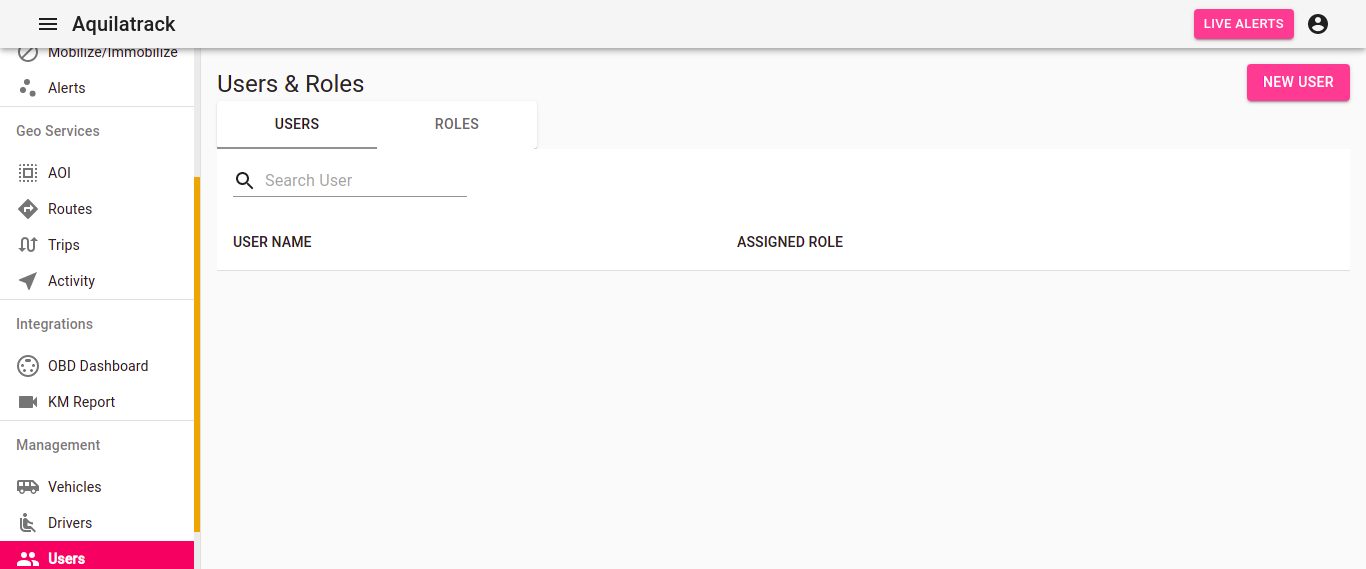 Aquilatrack
LIVE ALERTS
Mobilize/Immobilize
Alerts
Geo Services
AOI
Routes
Trips
Activity
Integrations
OBD Dashboard
KM Report
Management
Vehicles
Drivers
Users
Users & Roles
NEW USER
USERS ROLES
Search User
USER NAME ASSIGNED ROLE